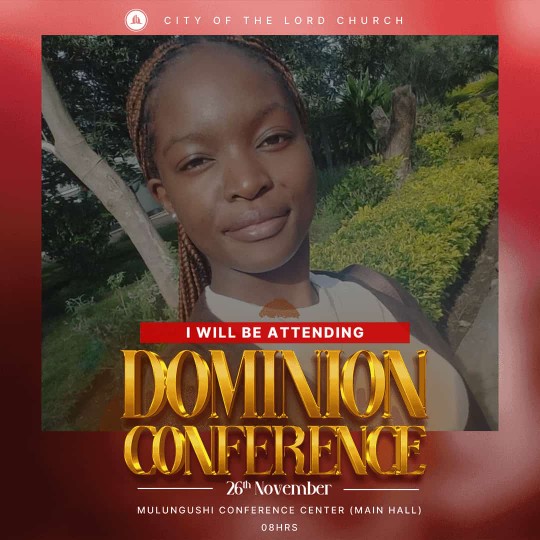 CITY OF THE LORD CHURCH
I WILL BE ATTENDING
DOMINION
CONFERENCE
26th November
MULUNGUSHI CONFERENCE CENTER (MAIN HALL)
08HRS